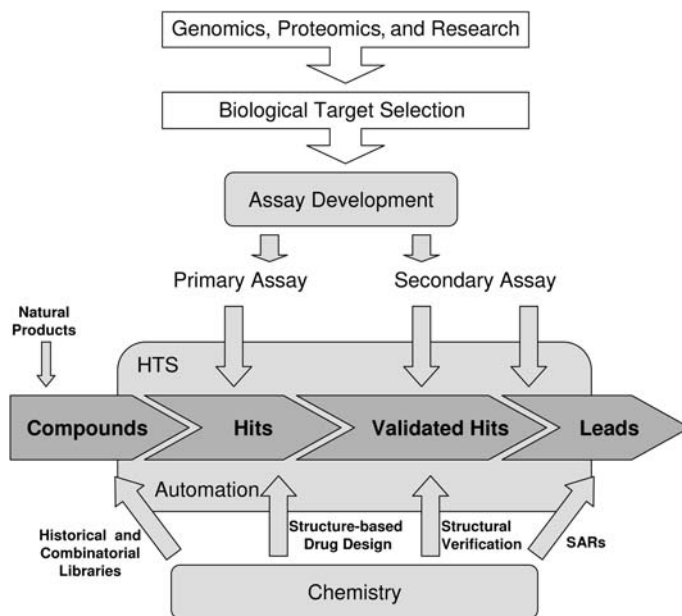 Genomics, Proteomics, and Research
Biological Target Selection
Assay Development
Primary Assay
Secondary Assay
Natural
Products
HTS
Compounds
Hits
Validated Hits
Leads
Automation
Historical and
Combinatorial
Libraries
Structure-based
Drug Design
Structural
Verification
SARs
Chemistry